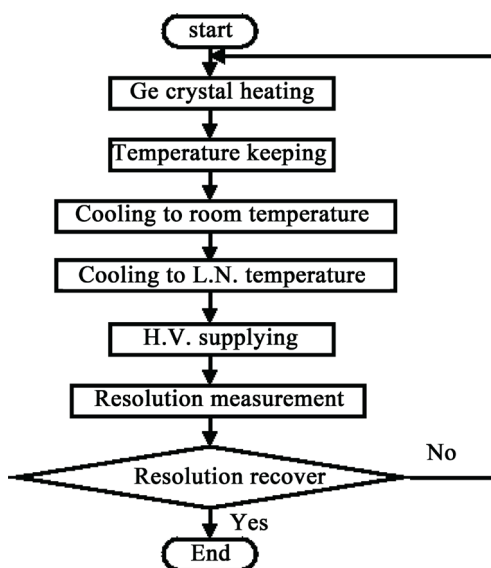 start
Ge crystal heating
Temperature keeping
Cooling to room temperature
Cooling to L.N. temperature
H.V. supplying
Resolution measurement
Resolution recover
No
Yes
End